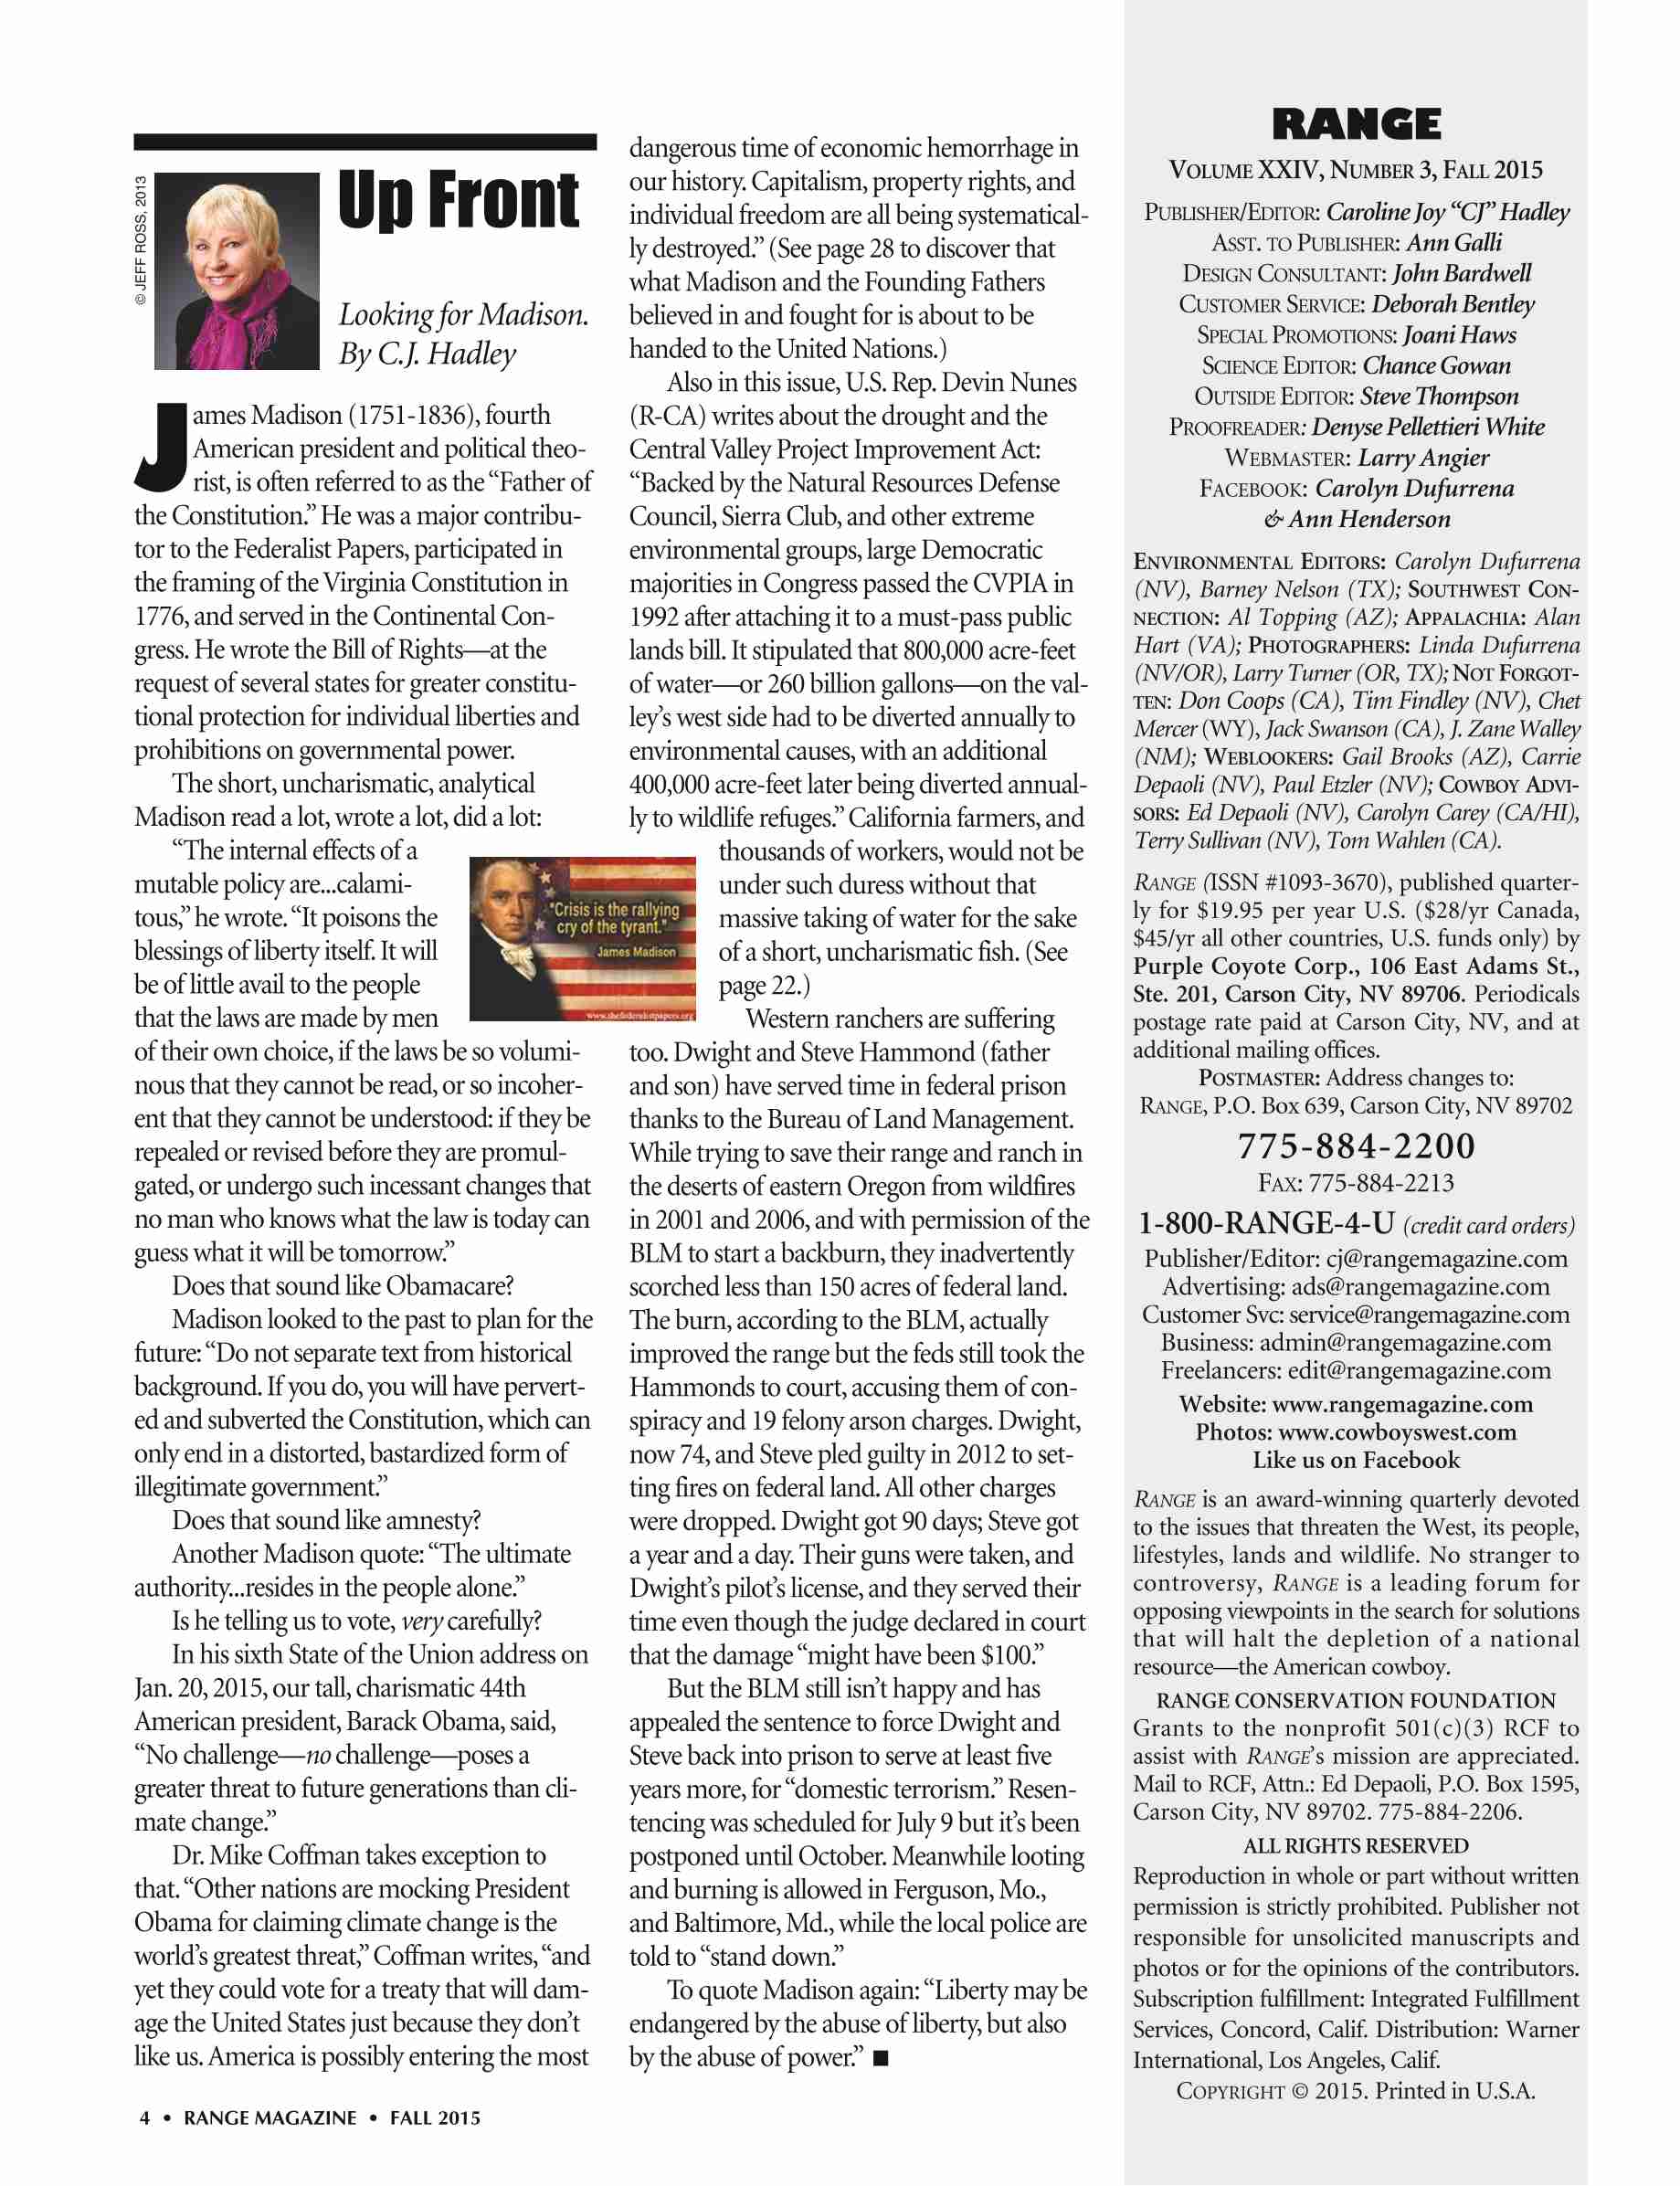 © JEFF ROSS, 2013
Up Front
Looking for Madison.
By C.J. Hadley
James Madison (1751-1836), fourth
American president and political theo-
rist, is often referred to as the “Father of
the Constitution.” He was a major contribu-
tor to the Federalist Papers, participated in
the framing of the Virginia Constitution in
1776, and served in the Continental Con-
gress. He wrote the Bill of Rights—at the
request of several states for greater constitu-
tional protection for individual liberties and
prohibitions on governmental power.
The short, uncharismatic, analytical
Madison read a lot, wrote a lot, did a lot:
“The internal effects of a
mutable policy are...calami-
tous,” he wrote. “It poisons the
blessings of liberty itself. It will
be of little avail to the people
that the laws are made by men
of their own choice, if the laws be so volumi-
nous that they cannot be read, or so incoher-
ent that they cannot be understood: if they be
repealed or revised before they are promul-
gated, or undergo such incessant changes that
no man who knows what the law is today can
guess what it will be tomorrow.”
Does that sound like Obamacare?
Madison looked to the past to plan for the
future: “Do not separate text from historical
background. If you do, you will have pervert-
ed and subverted the Constitution, which can
only end in a distorted, bastardized form of
illegitimate government.”
Does that sound like amnesty?
Another Madison quote: “The ultimate
authority...resides in the people alone.”
Is he telling us to vote, very carefully?
In his sixth State of the Union address on
Jan. 20, 2015, our tall, charismatic 44th
American president, Barack Obama, said,
“No challenge—no challenge—poses a
greater threat to future generations than cli-
mate change.”
Dr. Mike Coffman takes exception to
that. “Other nations are mocking President
Obama for claiming climate change is the
world’s greatest threat,” Coffman writes, “and
yet they could vote for a treaty that will dam-
age the United States just because they don’t
like us. America is possibly entering the most
"Crisis is the rallying
cry of the tyrant."
James Madison
www.thefederalistpapers.org
dangerous time of economic hemorrhage in
our history. Capitalism, property rights, and
individual freedom are all being systematical-
ly destroyed.” (See page 28 to discover that
what Madison and the Founding Fathers
believed in and fought for is about to be
handed to the United Nations.)
Also in this issue, U.S. Rep. Devin Nunes
(R-CA) writes about the drought and the
Central Valley Project Improvement Act:
“Backed by the Natural Resources Defense
Council, Sierra Club, and other extreme
environmental groups, large Democratic
majorities in Congress passed the CVPIA in
1992 after attaching it to a must-pass public
lands bill. It stipulated that 800,000 acre-feet
of water—or 260 billion gallons—on the val-
ley’s west side had to be diverted annually to
environmental causes, with an additional
400,000 acre-feet later being diverted annual-
ly to wildlife refuges.” California farmers, and
thousands of workers, would not be
under such duress without that
massive taking of water for the sake
of a short, uncharismatic fish. (See
page 22.)
Western ranchers are suffering
too. Dwight and Steve Hammond (father
and son) have served time in federal prison
thanks to the Bureau of Land Management.
While trying to save their range and ranch in
the deserts of eastern Oregon from wildfires
in 2001 and 2006, and with permission of the
BLM to start a backburn, they inadvertently
scorched less than 150 acres of federal land.
The burn, according to the BLM, actually
improved the range but the feds still took the
Hammonds to court, accusing them of con-
spiracy and 19 felony arson charges. Dwight,
now 74, and Steve pled guilty in 2012 to set-
ting fires on federal land. All other charges
were dropped. Dwight got 90 days; Steve got
a year and a day. Their guns were taken, and
Dwight’s pilot’s license, and they served their
time even though the judge declared in court
that the damage “might have been $100.”
But the BLM still isn’t happy and has
appealed the sentence to force Dwight and
Steve back into prison to serve at least five
years more, for “domestic terrorism.” Resen-
tencing was scheduled for July 9 but it’s been
postponed until October. Meanwhile looting
and burning is allowed in Ferguson, Mo.,
and Baltimore, Md., while the local police are
told to “stand down.”
To quote Madison again: “Liberty may be
endangered by the abuse of liberty, but also
by the abuse of power.” ■
RANGE
VOLUME XXIV, NUMBER 3, FALL 2015
PUBLISHER/EDITOR: Caroline Joy “CJ” Hadley
ASST. TO PUBLISHER: Ann Galli
DESIGN CONSULTANT: John Bardwell
CUSTOMER SERVICE: Deborah Bentley
SPECIAL PROMOTIONS: Joani Haws
SCIENCE EDITOR: Chance Gowan
OUTSIDE EDITOR: Steve Thompson
PROOFREADER: Denyse Pellettieri White
WEBMASTER: Larry Angier
FACEBOOK: Carolyn Dufurrena
& Ann Henderson
ENVIRONMENTAL EDITORS: Carolyn Dufurrena
(NV), Barney Nelson (TX); SOUTHWEST CON-
NECTION: Al Topping (AZ); APPALACHIA: Alan
Hart (VA); PHOTOGRAPHERS: Linda Dufurrena
(NV/OR), Larry Turner (OR, TX); NOT FORGOT-
TEN: Don Coops (CA), Tim Findley (NV), Chet
Mercer (WY), Jack Swanson (CA), J. Zane Walley
(NM); WEBLOOKERS: Gail Brooks (AZ), Carrie
Depaoli (NV), Paul Etzler (NV); COWBOY ADVI-
SORS: Ed Depaoli (NV), Carolyn Carey (CA/HI),
Terry Sullivan (NV), Tom Wahlen (CA).
RANGE (ISSN #1093-3670), published quarter-
ly for $19.95 per year U.S. ($28/yr Canada,
$45/yr all other countries, U.S. funds only) by
Purple Coyote Corp., 106 East Adams St.,
Ste. 201, Carson City, NV 89706. Periodicals
postage rate paid at Carson City, NV, and at
additional mailing offices.
POSTMASTER: Address changes to:
RANGE, P.O. Box 639, Carson City, NV 89702
775-884-2200
FAX: 775-884-2213
1-800-RANGE-4-U (credit card orders)
Publisher/Editor: cj@rangemagazine.com
Advertising: ads@rangemagazine.com
Customer Svc: service@rangemagazine.com
Business: admin@rangemagazine.com
Freelancers: edit@rangemagazine.com
Website: www.rangemagazine.com
Photos: www.cowboyswest.com
Like us on Facebook
RANGE is an award-winning quarterly devoted
to the issues that threaten the West, its people,
lifestyles, lands and wildlife. No stranger to
controversy, RANGE is a leading forum for
opposing viewpoints in the search for solutions
that will halt the depletion of a national
resource—the American cowboy.
RANGE CONSERVATION FOUNDATION
Grants to the nonprofit 501(c)(3) RCF to
assist with RANGE’s mission are appreciated.
Mail to RCF, Attn.: Ed Depaoli, P.O. Box 1595,
Carson City, NV 89702. 775-884-2206.
ALL RIGHTS RESERVED
Reproduction in whole or part without written
permission is strictly prohibited. Publisher not
responsible for unsolicited manuscripts and
photos or for the opinions of the contributors.
Subscription fulfillment: Integrated Fulfillment
Services, Concord, Calif. Distribution: Warner
International, Los Angeles, Calif.
COPYRIGHT © 2015. Printed in U.S.A.
4 • RANGE MAGAZINE • FALL 2015